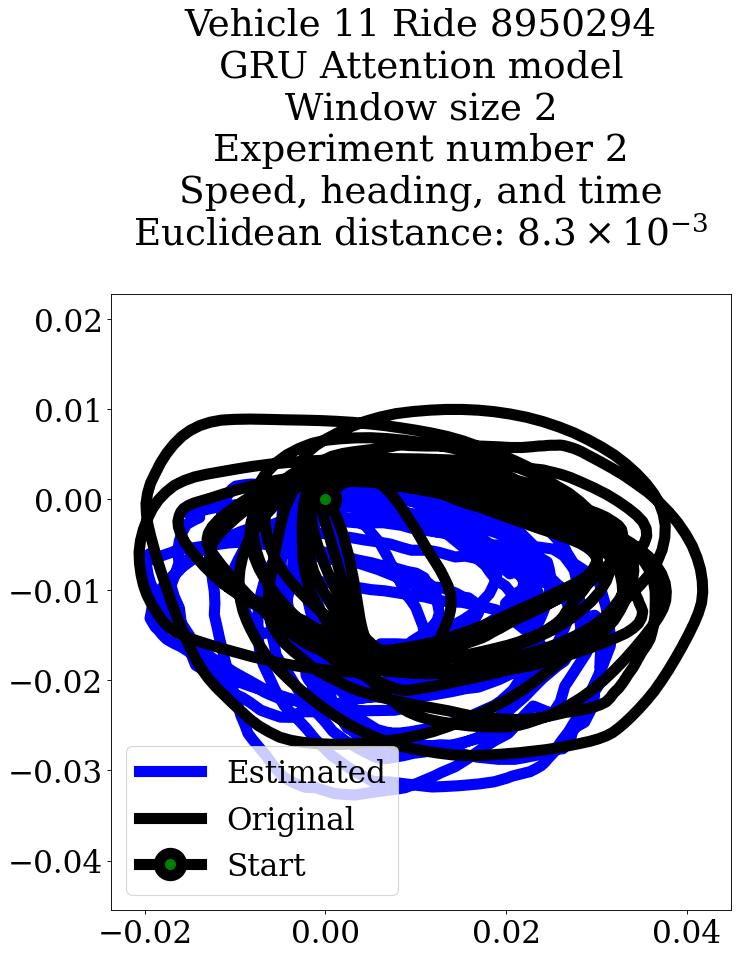 Vehicle 11 Ride 8950294
GRU Attention model
Window size 2
Experiment number 2
Speed, heading, and time
Euclidean distance: 8.3 × 10⁻³
0.02
0.01
0.00
−0.01
−0.02
−0.03
−0.04
Estimated
Original
Start
−0.02 0.00 0.02 0.04